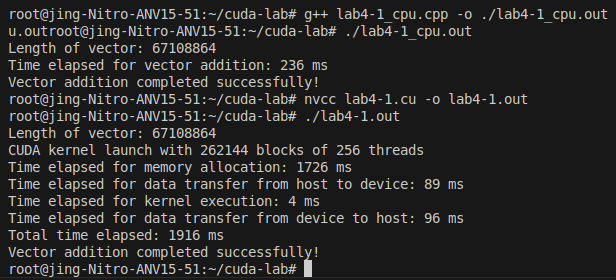 root@jing-Nitro-ANV15-51:~/cuda-lab# g++ lab4-1_cpu.cpp -o ./lab4-1_cpu.out
u.outroot@jing-Nitro-ANV15-51:~/cuda-lab# ./lab4-1_cpu.out
Length of vector: 67108864
Time elapsed for vector addition: 236 ms
Vector addition completed successfully!
root@jing-Nitro-ANV15-51:~/cuda-lab# nvcc lab4-1.cu -o lab4-1.out
root@jing-Nitro-ANV15-51:~/cuda-lab# ./lab4-1.out
Length of vector: 67108864
CUDA kernel launch with 262144 blocks of 256 threads
Time elapsed for memory allocation: 1726 ms
Time elapsed for data transfer from host to device: 89 ms
Time elapsed for kernel execution: 4 ms
Time elapsed for data transfer from device to host: 96 ms
Total time elapsed: 1916 ms
Vector addition completed successfully!
root@jing-Nitro-ANV15-51:~/cuda-lab#